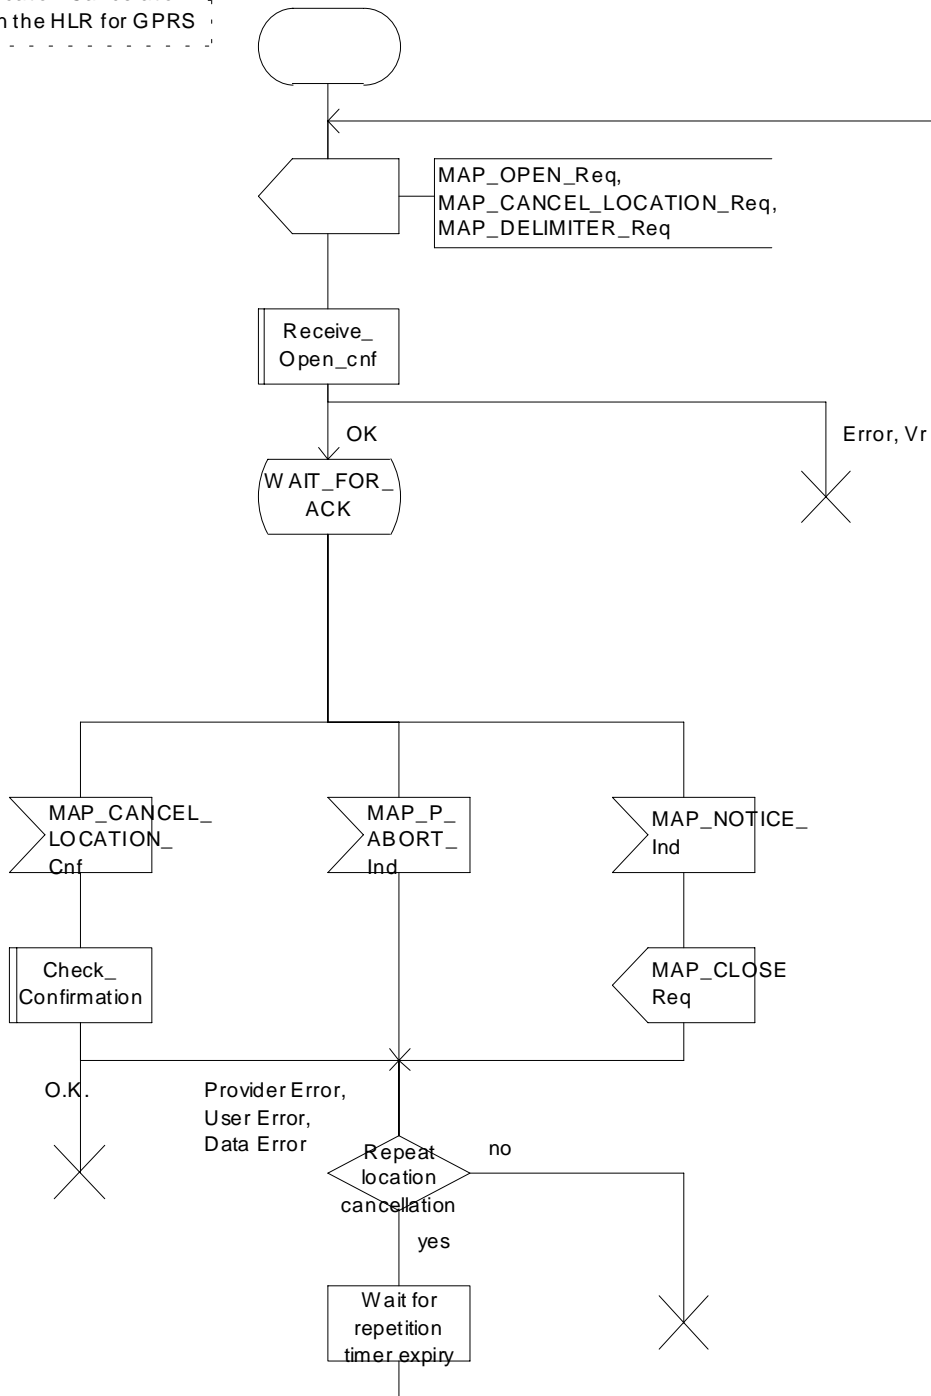 n the HLR for GPRS
MAP_OPEN_Req,
MAP_CANCEL_LOCATION_Req,
MAP_DELIMITER_Req
Receive_
Open_cnf
OK
Error, Vr
WAIT_FOR_
ACK
MAP_CANCEL_
LOCATION_
Cnf
MAP_P_
ABORT_
Ind
MAP_NOTICE_
Ind
Check_
Confirmation
MAP_CLOSE
Req
O.K.
Provider Error,
User Error,
Data Error
Repeat
location
cancellation
no
yes
Wait for
repetition
timer expiry